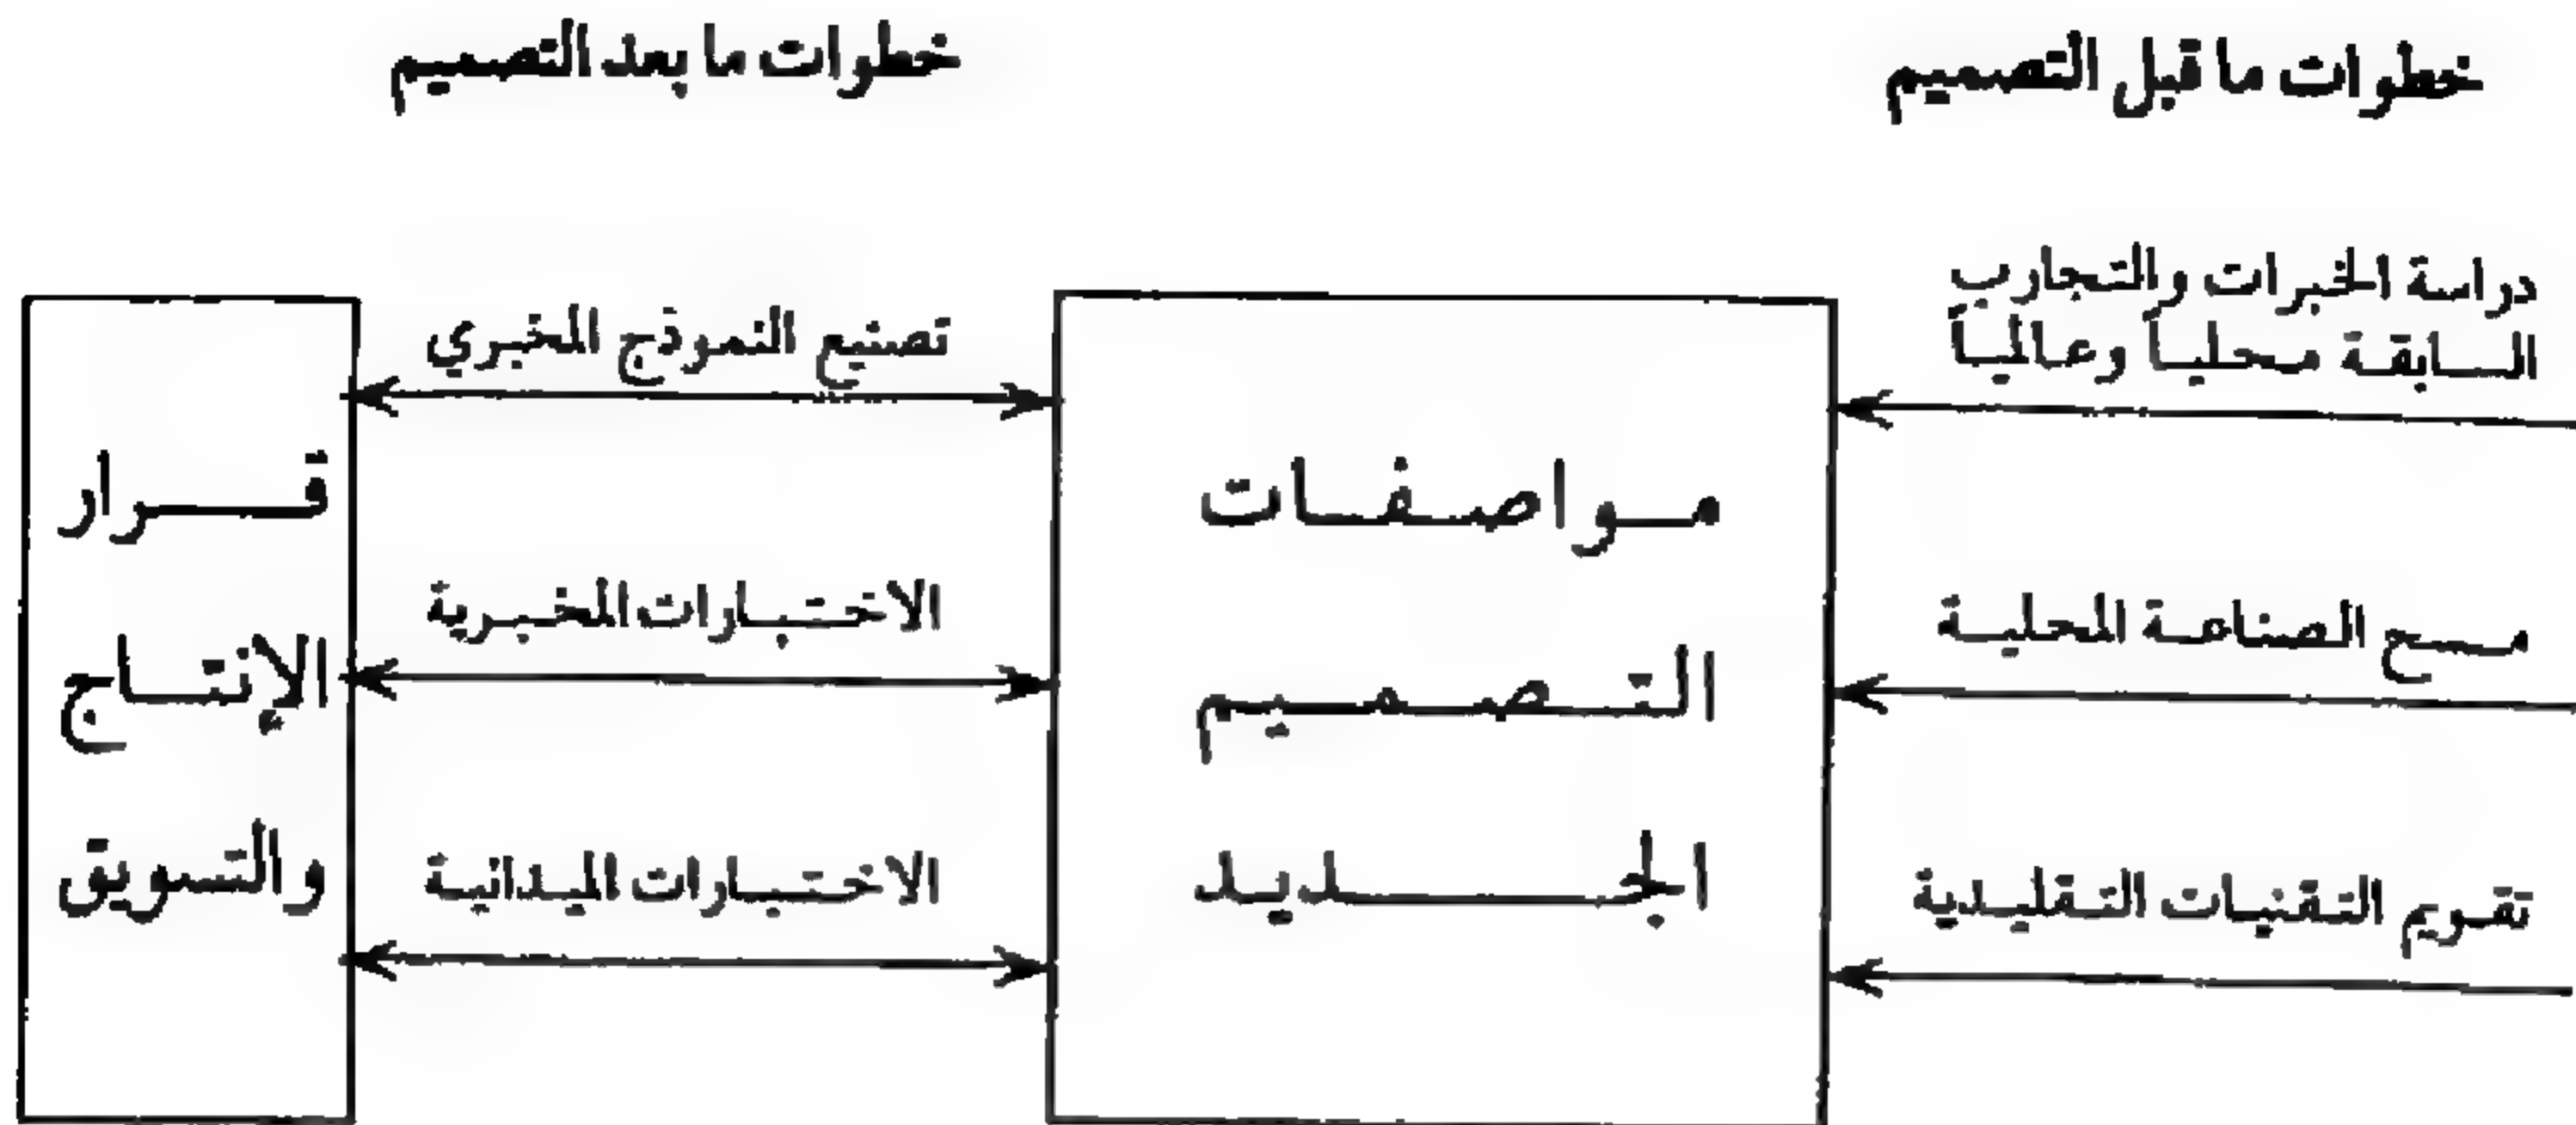 خطوات ما قبل التصميم
خطوات ما بعد التصميم
دراسة الخبرات والتجارب
السابقة محلياً وعالمياً
مسح الصناعة المحلية
تقويم التقنيات التقليدية
مواصفات
التصميم
الجديد
تصنيع النموذج المخبري
الاختبارات المخبرية
الاختبارات الميدانية
قرار
الإنتاج
والتسويق